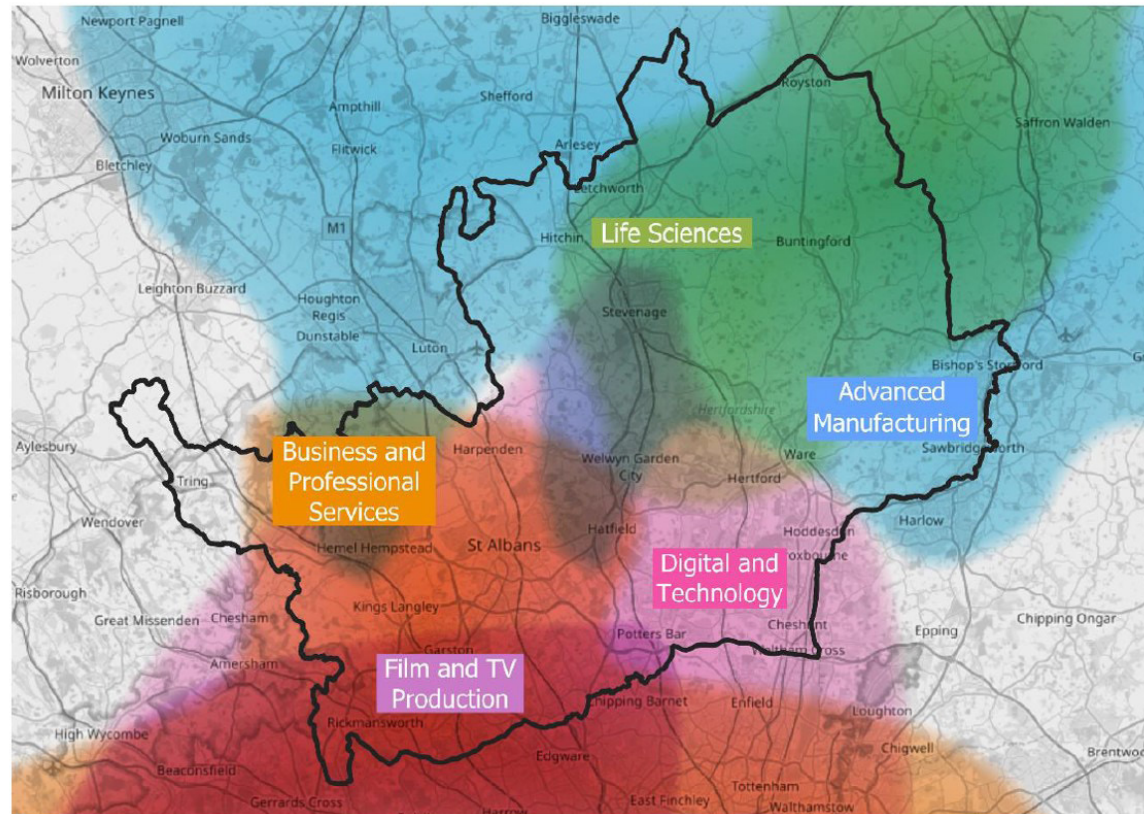 Newport Pagnell
Biggleswade
Wolverton
Milton Keynes
Shefford
Royston
Ampthill
Saffron Walden
Woburn Sands
Flitwick
Arlesey
Bletchley
Letchworth
M1
Hitchin
Life Sciences
Buntingford
Leighton Buzzard
Houghton
Regis
Stevenage
Dunstable
Luton
Bishop's Stortford
Advanced
Manufacturing
Hertfordshire
Aylesbury
Harpenden
Business and
Professional
Services
Welwyn Garden
City
Ware
Sawbridgeworth
Tring
Hertford
Wendover
Hatfield
Hoddesdon
Harlow
Hemel Hempstead
St Albans
Digital and
Technology
Risborough
Kings Langley
Great Missenden
Chesham
Cheshunt
Chipping Ongar
Potters Bar
Epping
Garston
Waltham Cross
Amersham
Film and TV
Production
Chipping Barnet
Enfield
Rickmansworth
Loughton
High Wycombe
Chigwell
Edgware
Brentwoo
Beaconsfield
Tottenham
Gerrards Cross
Harrow
East Finchley
Walthamstow